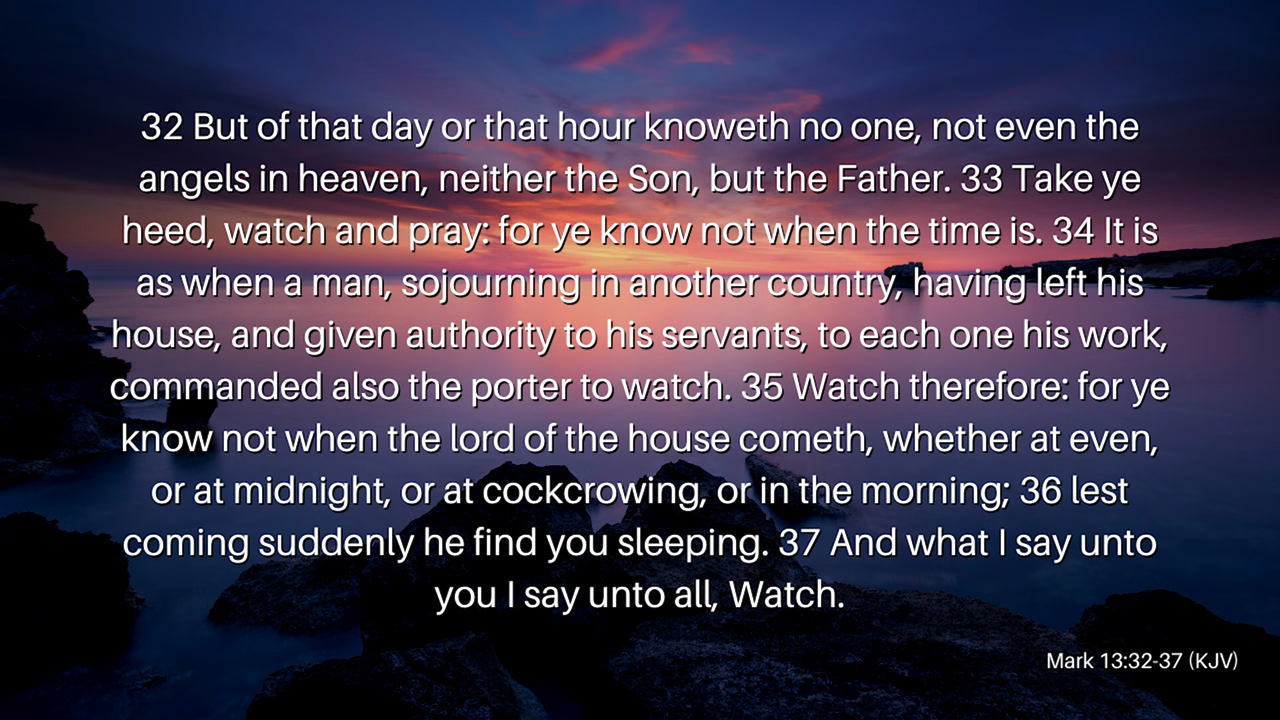 32 But of that day or that hour knoweth no one, not even the
angels in heaven, neither the Son, but the Father. 33 Take ye
heed, watch and pray: for ye know not when the time is. 34 It is
as when a man, sojourning in another country, having left his
house, and given authority to his servants, to each one his work,
commanded also the porter to watch. 35 Watch therefore: for ye
know not when the lord of the house cometh, whether at even,
or at midnight, or at cockcrowing, or in the morning; 36 lest
coming suddenly he find you sleeping. 37 And what I say unto
you I say unto all, Watch.
Mark 13:32-37 (KJV)